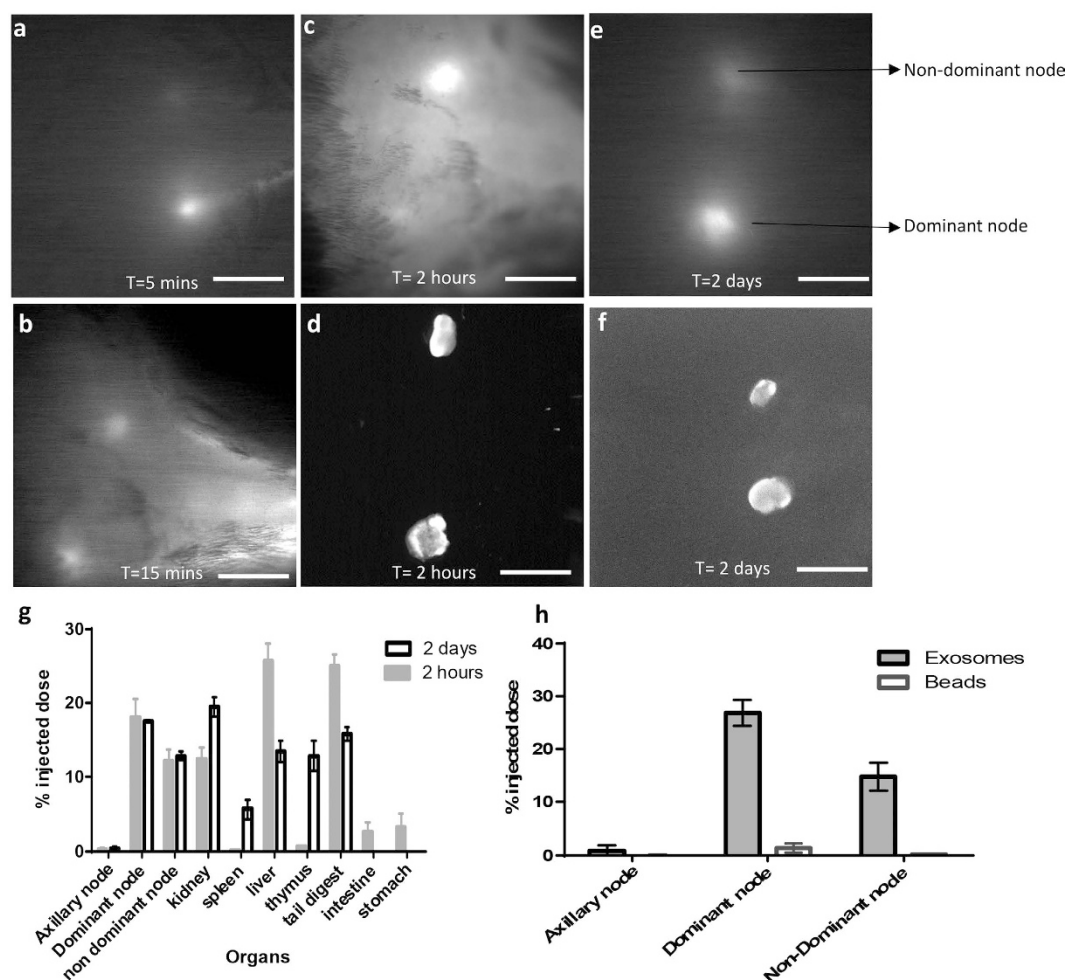 a
T=5 mins
c
T= 2 hours
e
T=2 days
Non-dominant node
Dominant node
b
T=15 mins
d
T= 2 hours
f
T= 2 days
g
% injected dose
30
20
10
0
2 days
2 hours
Axillary node
Dominant node
non dominant node
kidney
spleen
liver
thymus
tail digest
intestine
stomach
Organs
h
% injected dose
40
30
20
10
0
Exosomes
Beads
Axillary node
Dominant node
Non-Dominant node